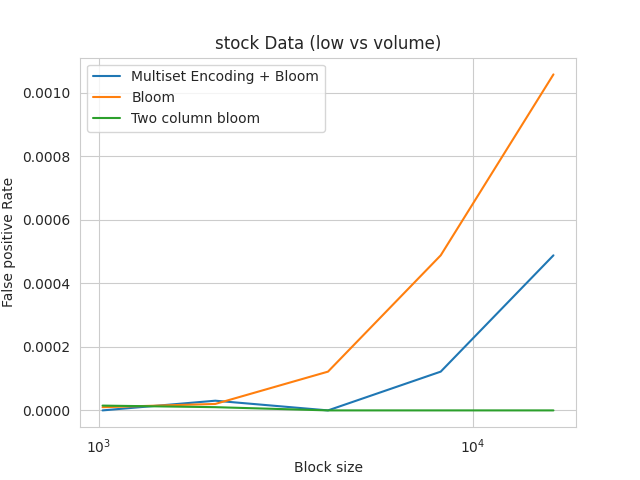 stock Data (low vs volume)
Multiset Encoding + Bloom
Bloom
Two column bloom
0.0010
0.0008
0.0006
0.0004
0.0002
0.0000
False positive Rate
10³
10⁴
Block size